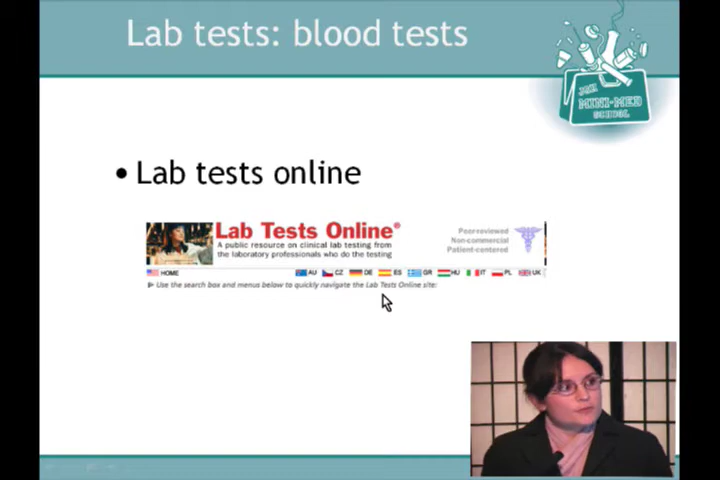 Lab tests: blood tests
JGH
MINI-MED
SCHOOL
• Lab tests online
Lab Tests Online®
A public resource on clinical lab testing from
the laboratory professionals who do the testing
Peer-reviewed
Non-commercial
Patient-centered
HOME
AU CZ DE ES GR HU IT PL UK
Use the search box and menus below to quickly navigate the Lab Tests Online site: